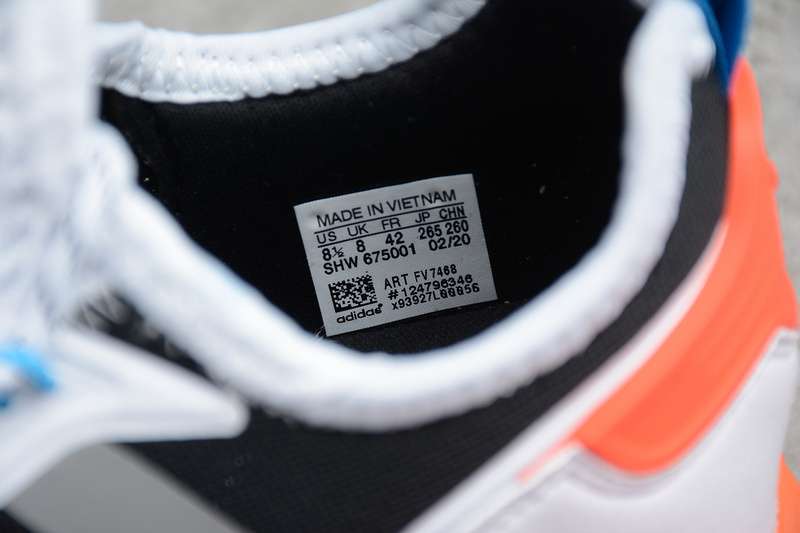 MADE IN VIETNAM
US UK FR JP CHN
8½ 8 42 265 260
SHW 675001 02/20
ART FV7468
#124796346
x93927L00056
adidas